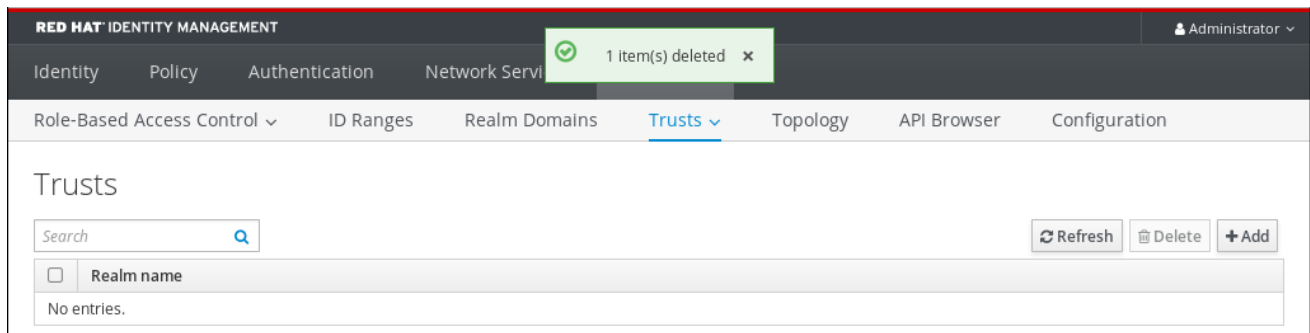 RED HAT IDENTITY MANAGEMENT
Administrator
1 item(s) deleted
Identity Policy Authentication Network Servi
Role-Based Access Control ID Ranges Realm Domains Trusts Topology API Browser Configuration
Trusts
Search Refresh Delete + Add
Realm name
No entries.